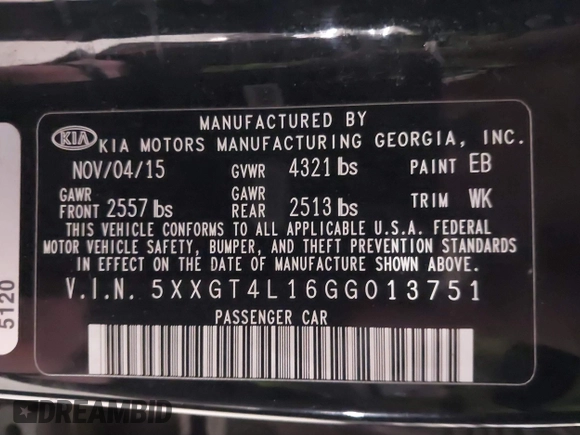 MANUFACTURED BY
KIA KIA MOTORS MANUFACTURING GEORGIA, INC.
NOV/04/15 GVWR 4321 lbs PAINT EB
GAWR GAWR
FRONT 2557 lbs REAR 2513 lbs TRIM WK
THIS VEHICLE CONFORMS TO ALL APPLICABLE U.S.A. FEDERAL
MOTOR VEHICLE SAFETY, BUMPER, AND THEFT PREVENTION STANDARDS
IN EFFECT ON THE DATE OF MANUFACTURE SHOWN ABOVE.
V.I.N. 5XXGT4L16GG013751
PASSENGER CAR
5120
DREAMBID